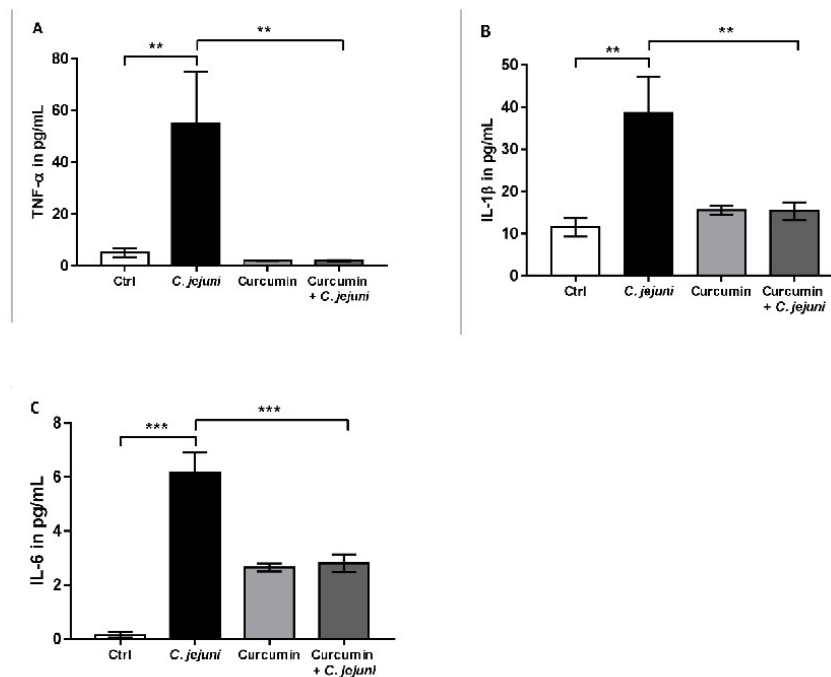 A
** **
TNF-α in pg/mL
80
60
40
20
0
Ctrl C. jejuni Curcumin Curcumin
+ C. jejuni
B
** **
IL-1β in pg/mL
50
40
30
20
10
0
Ctrl C. jejuni Curcumin Curcumin
+ C. jejuni
C
*** ***
IL-6 in pg/mL
8
6
4
2
0
Ctrl C. jejuni Curcumin Curcumin
+ C. jejuni